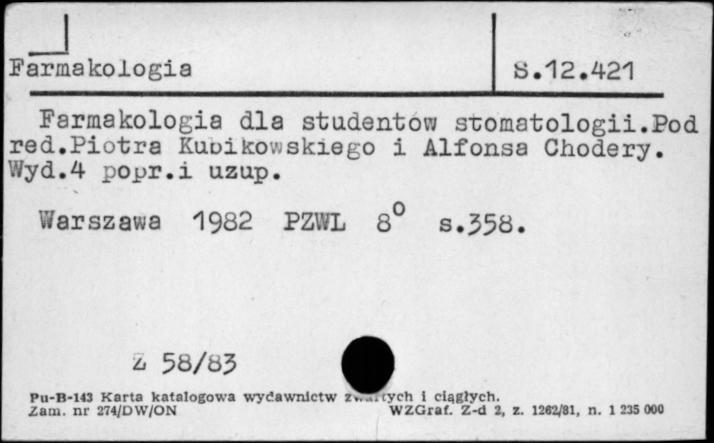 Farmakologia S.12.421
Farmakologia dla studentów stomatologii.Pod
red.Piotra Kubikowskiego i Alfonsa Chodery.
Wyd.4 popr.i uzup.
Warszawa 1982 PZWL 8° s.358.
Z 58/83
Pu-B-143 Karta katalogowa wydawnictw i ciągłych.
Zam. nr 274/DW/ON WZGraf. Z-d 2, z. 1262/81, n. 1 235 000